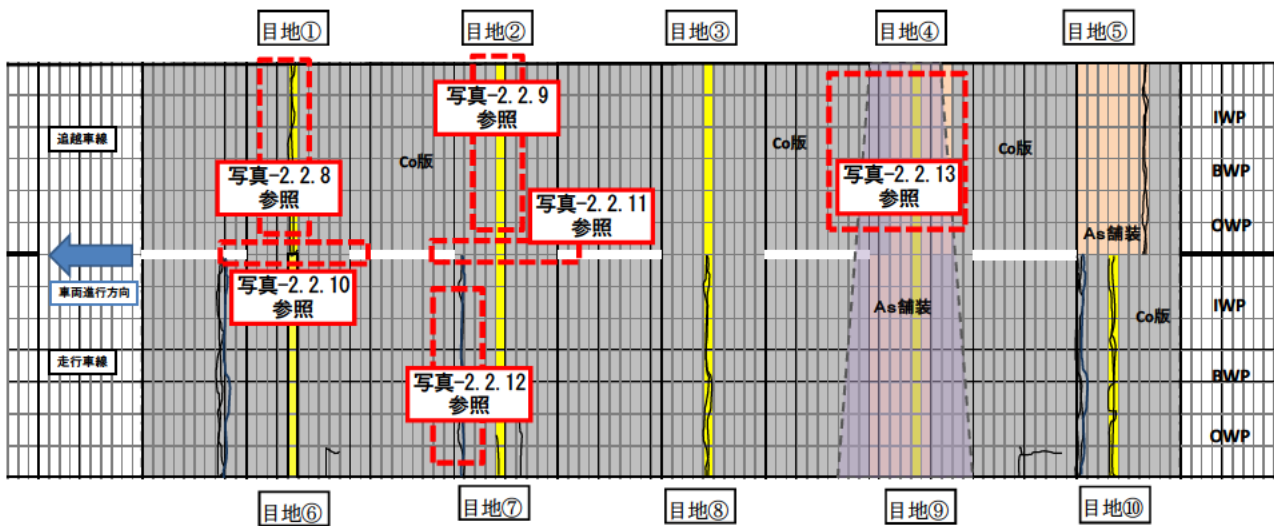 目地①
目地②
目地③
目地④
目地⑤
追越車線
写真-2.2.8
参照
Co版
写真-2.2.9
参照
写真-2.2.11
参照
Co版
写真-2.2.13
参照
Co版
As舗装
IWP
BWP
OWP
車両進行方向
写真-2.2.10
参照
走行車線
写真-2.2.12
参照
As舗装
Co版
IWP
BWP
OWP
目地⑥
目地⑦
目地⑧
目地⑨
目地⑩